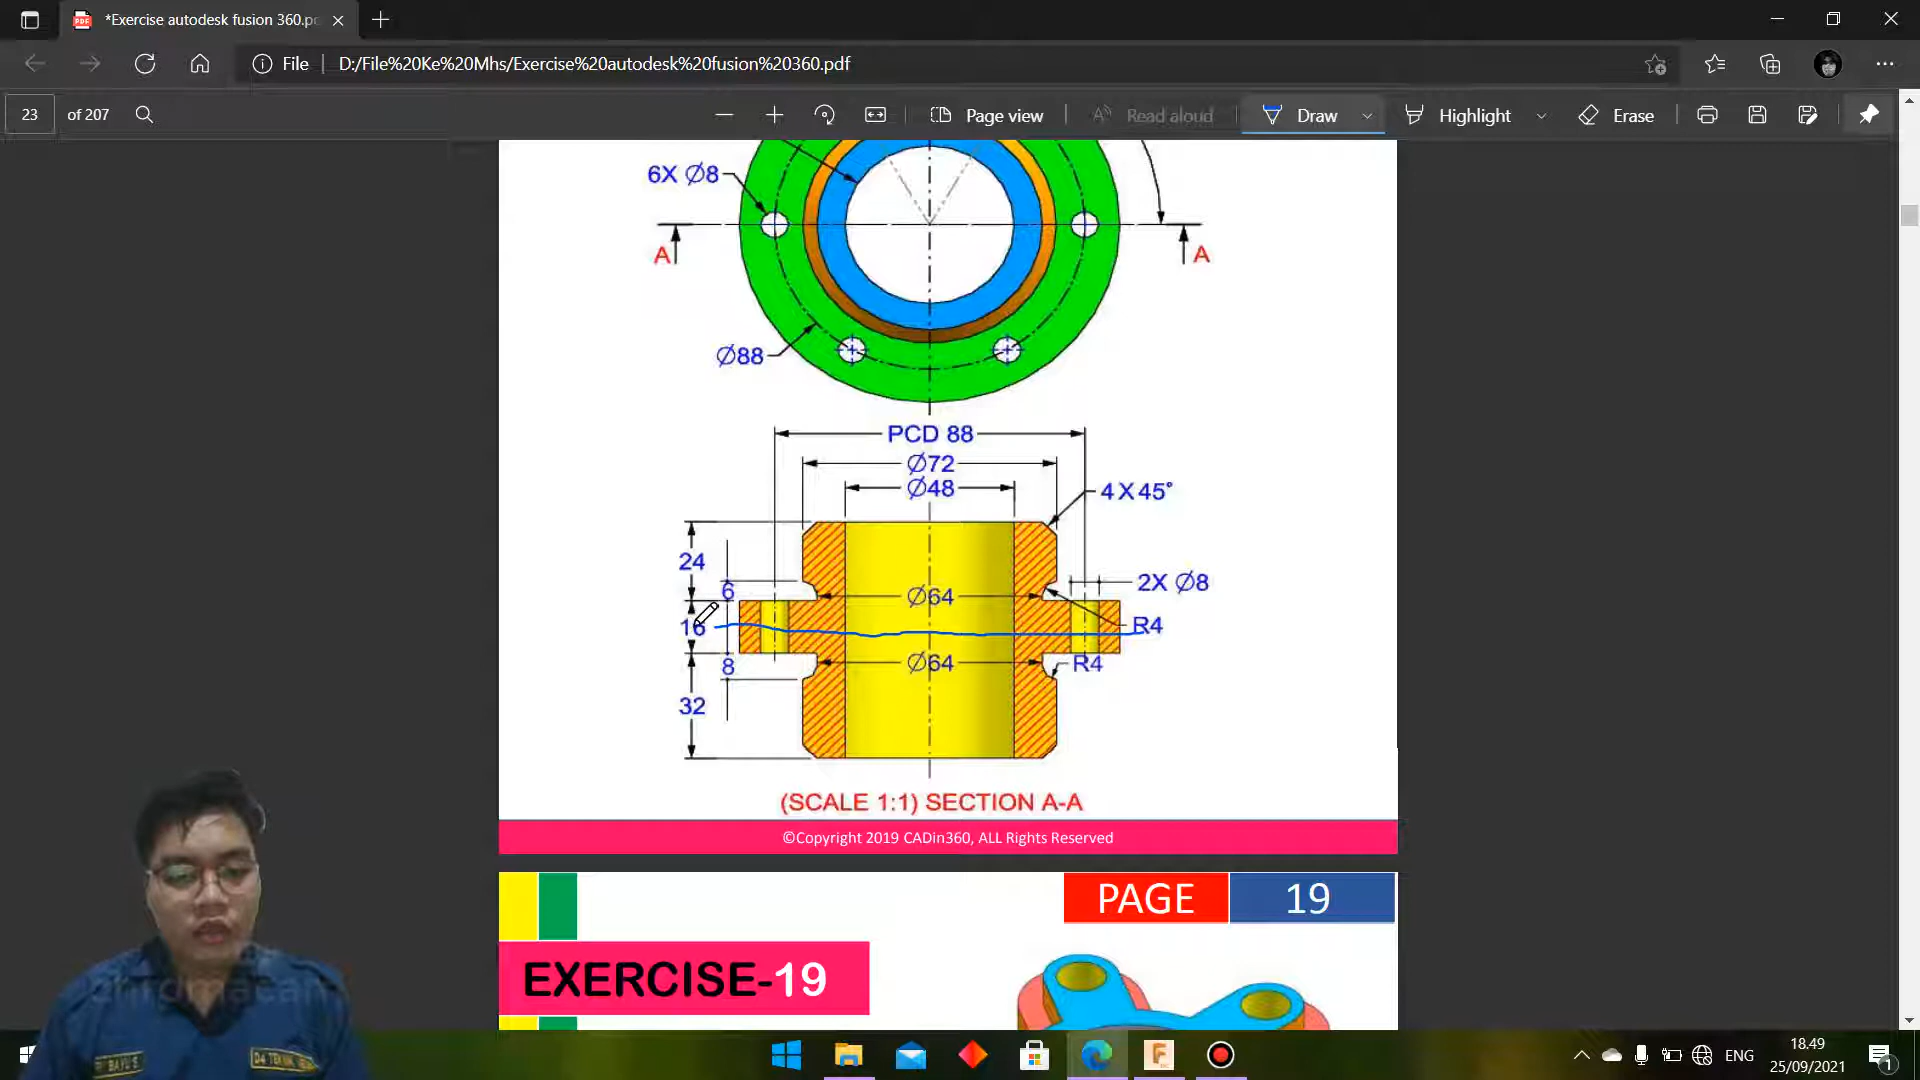 *Exercise autodesk fusion 360.pd
File
D:/File%20Ke%20Mhs/Exercise%20autodesk%20fusion%20360.pdf
23
of 207
Page view
Read aloud
Draw
Highlight
Erase
6X Ø8
A
A
Ø88
PCD 88
Ø72
Ø48
4 X 45°
24
6
Ø64
2X Ø8
16
R4
8
Ø64
R4
32
(SCALE 1:1) SECTION A-A
©Copyright 2019 CADin360, ALL Rights Reserved
PAGE
19
EXERCISE-19
BAYU S
ENG
18.49
25/09/2021
1